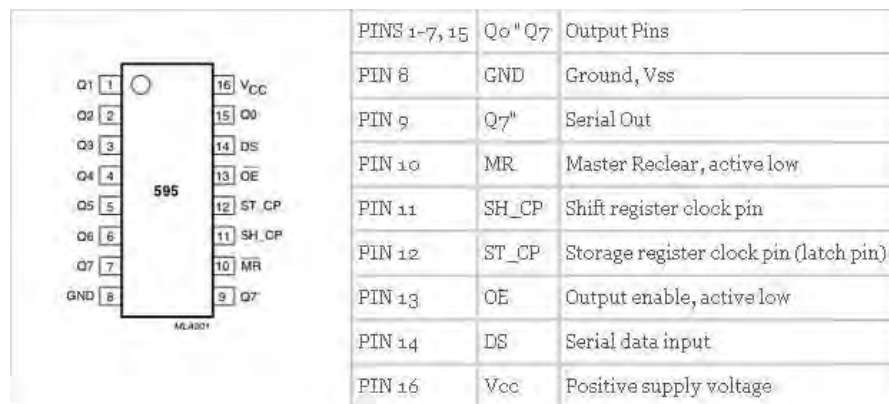 Q1 1 16 VCC
Q2 2 15 Q0
Q3 3 14 DS
Q4 4 13 OE
595
Q5 5 12 ST_CP
Q6 6 11 SH_CP
Q7 7 10 MR
GND 8 9 Q7'
MLA001
PINS 1-7, 15 Q0 " Q7 Output Pins
PIN 8 GND Ground, Vss
PIN 9 Q7" Serial Out
PIN 10 MR Master Reclear, active low
PIN 11 SH_CP Shift register clock pin
PIN 12 ST_CP Storage register clock pin (latch pin)
PIN 13 OE Output enable, active low
PIN 14 DS Serial data input
PIN 16 Vcc Positive supply voltage